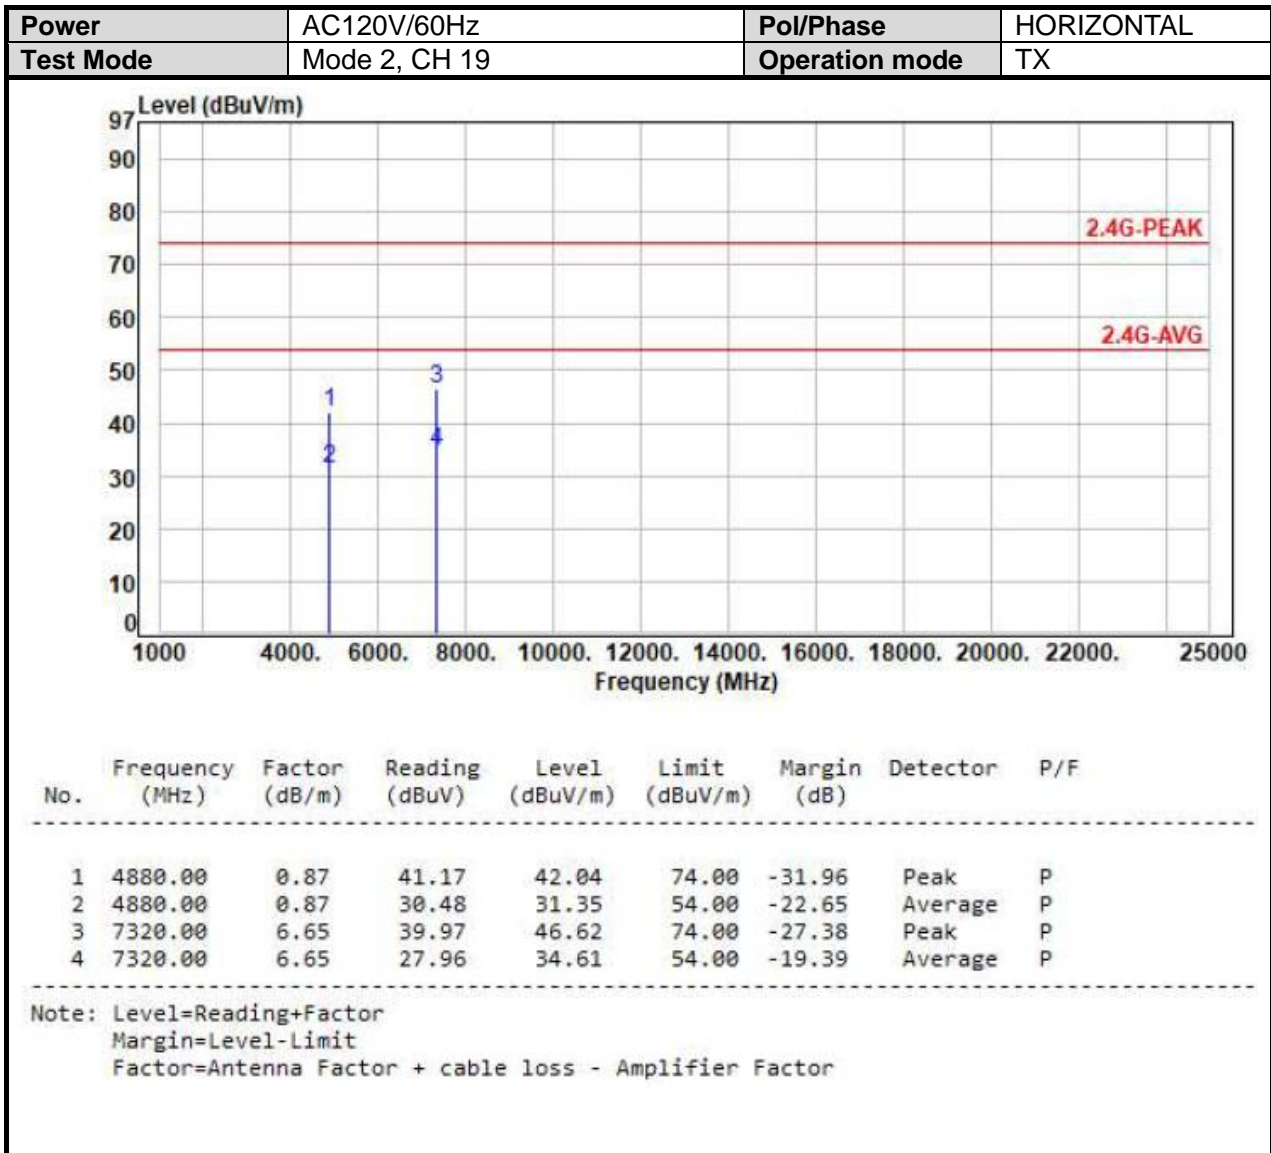 Power AC120V/60Hz Pol/Phase HORIZONTAL
Test Mode Mode 2, CH 19 Operation mode TX
Level (dBuV/m)
97
90
80
2.4G-PEAK
70
60
2.4G-AVG
50
3
1
40
4
2
30
20
10
0
1000 4000. 6000. 8000. 10000. 12000. 14000. 16000. 18000. 20000. 22000. 25000
Frequency (MHz)
Frequency Factor Reading Level Limit Margin Detector P/F
No. (MHz) (dB/m) (dBuV) (dBuV/m) (dBuV/m) (dB)
1 4880.00 0.87 41.17 42.04 74.00 -31.96 Peak P
2 4880.00 0.87 30.48 31.35 54.00 -22.65 Average P
3 7320.00 6.65 39.97 46.62 74.00 -27.38 Peak P
4 7320.00 6.65 27.96 34.61 54.00 -19.39 Average P
Note: Level=Reading+Factor
Margin=Level-Limit
Factor=Antenna Factor + cable loss - Amplifier Factor